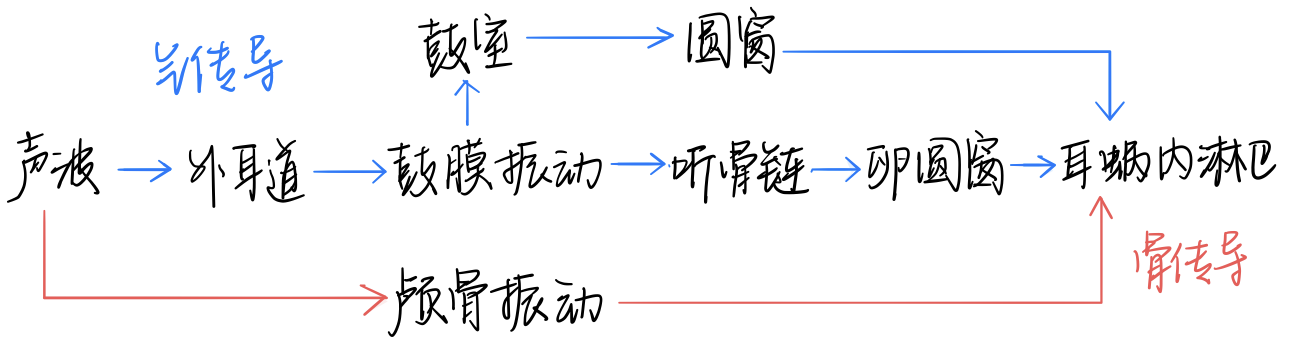 鼓室 → 圆窗
气传导
声波 → 外耳道 → 鼓膜振动 → 听骨链 → 卵圆窗 → 耳蜗内淋巴
骨传导
颅骨振动